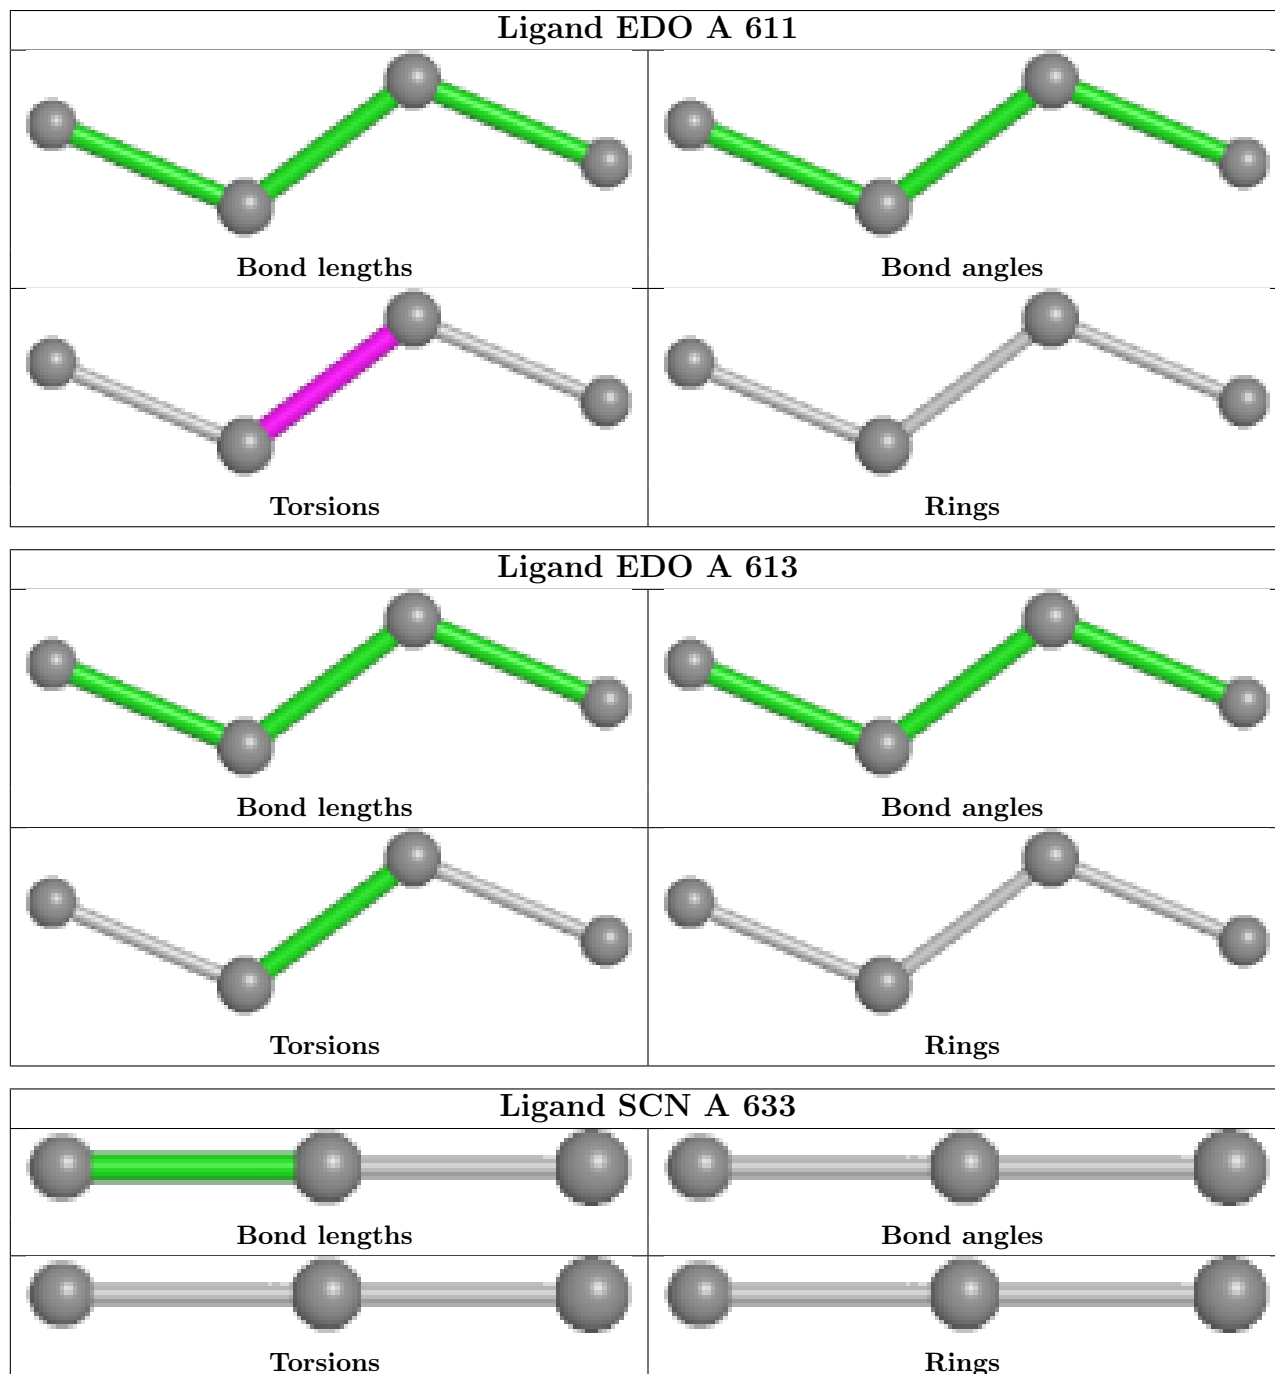 Ligand EDO A 611
Bond lengths Bond angles
Torsions Rings
Ligand EDO A 613
Bond lengths Bond angles
Torsions Rings
Ligand SCN A 633
Bond lengths Bond angles
Torsions Rings